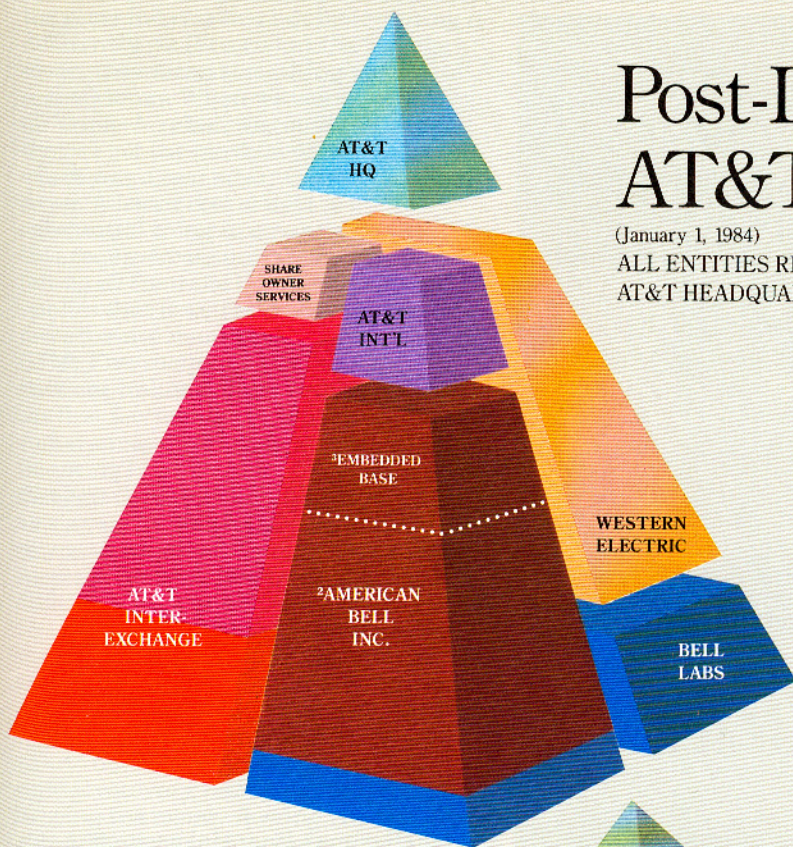 Post-
AT&T
(January 1, 1984)
ALL ENTITIES
AT&T
AT&T
HQ
SHARE
OWNER
SERVICES
AT&T
INT'L
³EMBEDDED
BASE
WESTERN
ELECTRIC
AT&T
INTER-
EXCHANGE
²AMERICAN
BELL
INC.
BELL
LABS